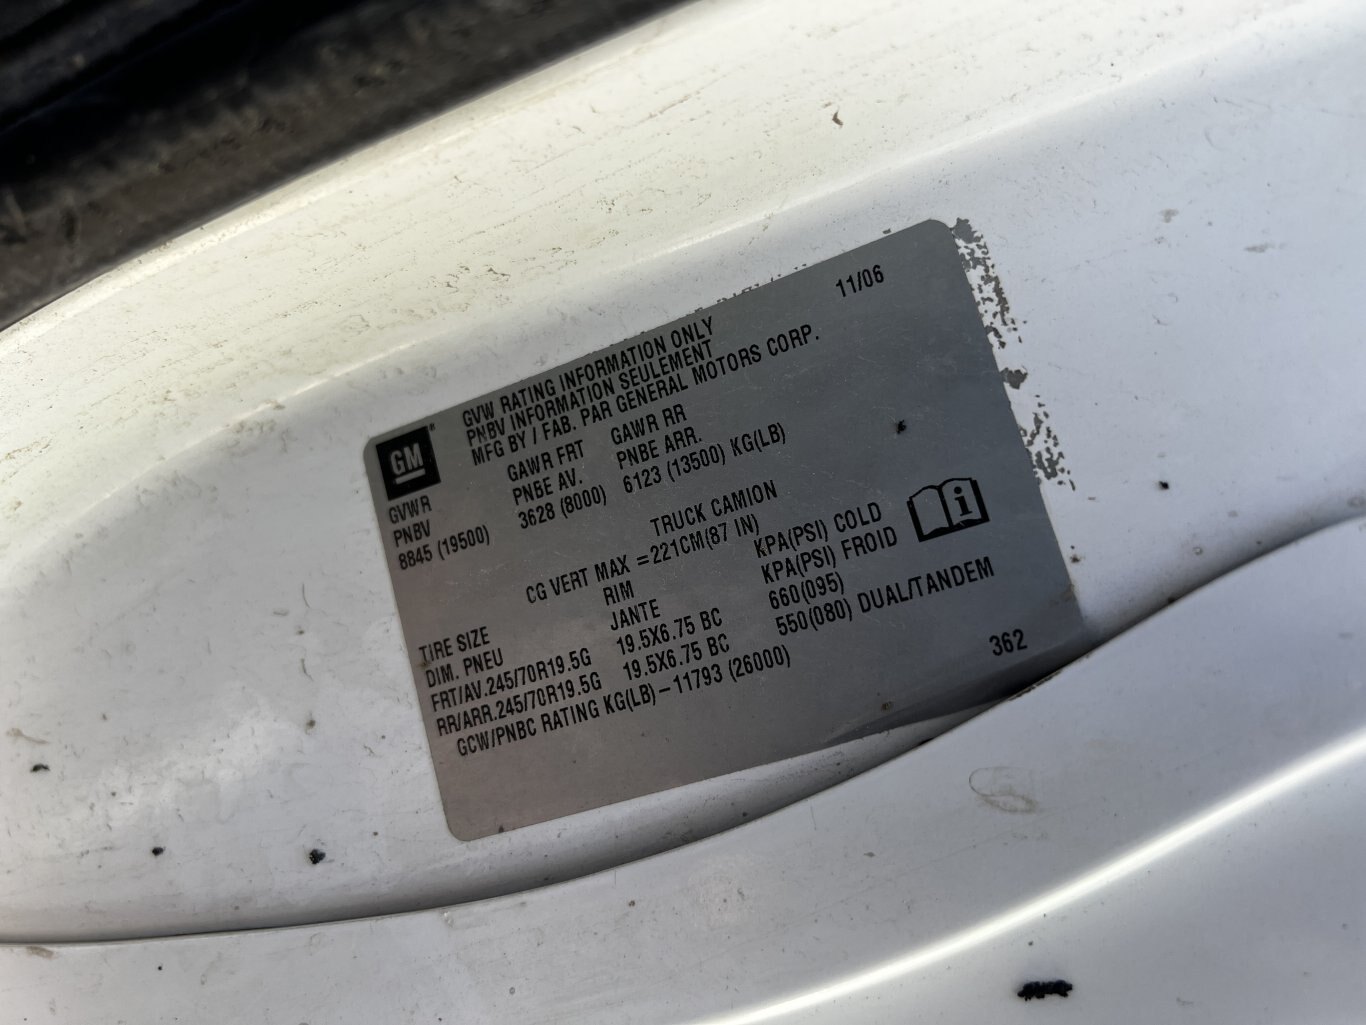 11/06
GVW RATING INFORMATION ONLY
PNBV INFORMATION SEULEMENT
MFG BY / FAB. PAR GENERAL MOTORS CORP.
GM®
GVWR GAWR FRT GAWR RR
PNBV PNBE AV. PNBE ARR.
8845 (19500) 3628 (8000) 6123 (13500) KG(LB)
TRUCK CAMION
CG VERT MAX =221CM(87 IN)
TIRE SIZE RIM KPA(PSI) COLD
DIM. PNEU JANTE KPA(PSI) FROID
FRT/AV.245/70R19.5G 19.5X6.75 BC 660(095)
RR/ARR.245/70R19.5G 19.5X6.75 BC 550(080) DUAL/TANDEM
GCW/PNBC RATING KG(LB)–11793 (26000)
362